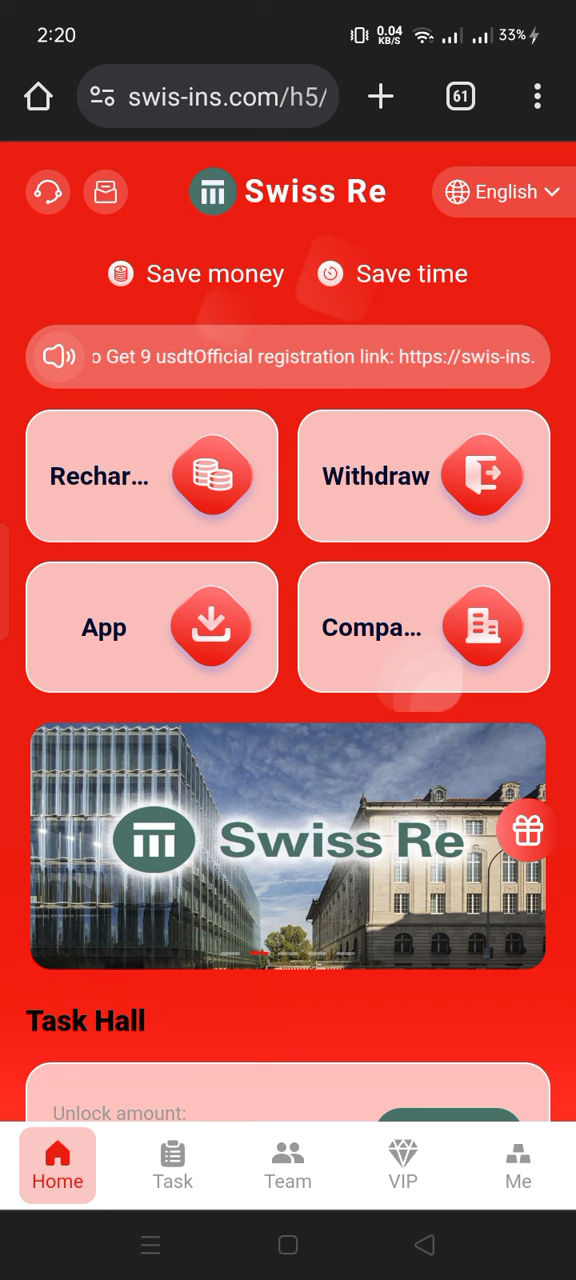 2:20
0.04
KB/S
33%
swis-ins.com/h5/
61
Swiss Re
English
Save money
Save time
o Get 9 usdtOfficial registration link: https://swis-ins.
Rechar...
Withdraw
App
Compa...
Swiss Re
Task Hall
Unlock amount:
Home
Task
Team
VIP
Me